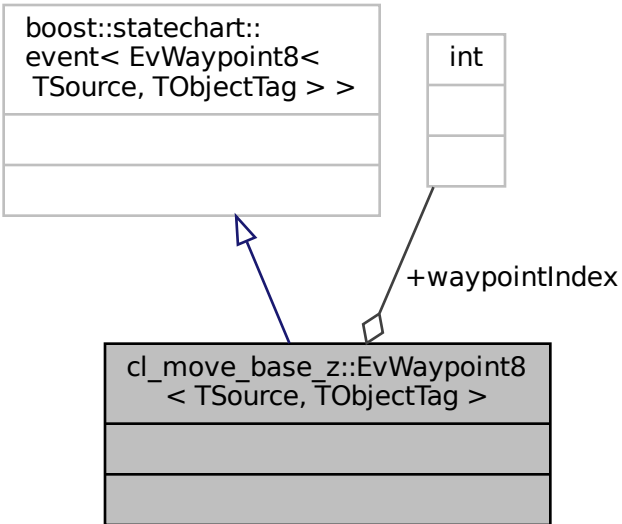 boost::statechart::
event< EvWaypoint8<
TSource, TObjectTag > >
int
+waypointIndex
cl_move_base_z::EvWaypoint8
< TSource, TObjectTag >